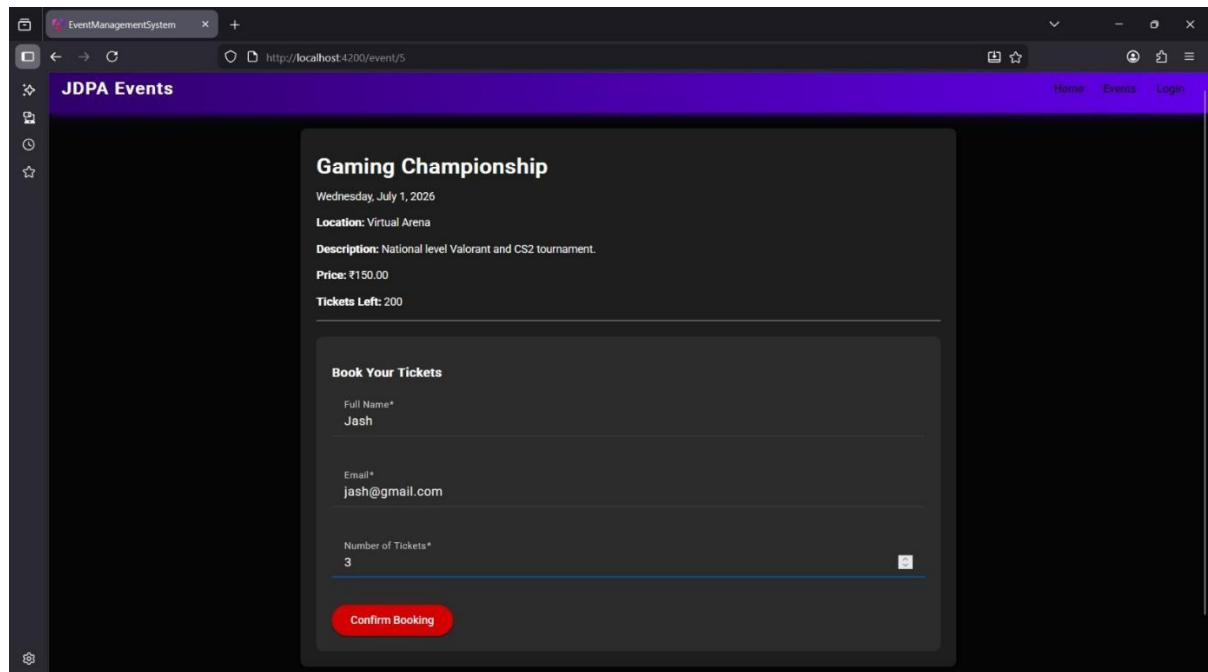 EventManagementSystem
http://localhost:4200/event/5
JDPA Events
Home Events Login
Gaming Championship
Wednesday, July 1, 2026
Location: Virtual Arena
Description: National level Valorant and CS2 tournament.
Price: ₹150.00
Tickets Left: 200
Book Your Tickets
Full Name*
Jash
Email*
jash@gmail.com
Number of Tickets*
3
Confirm Booking